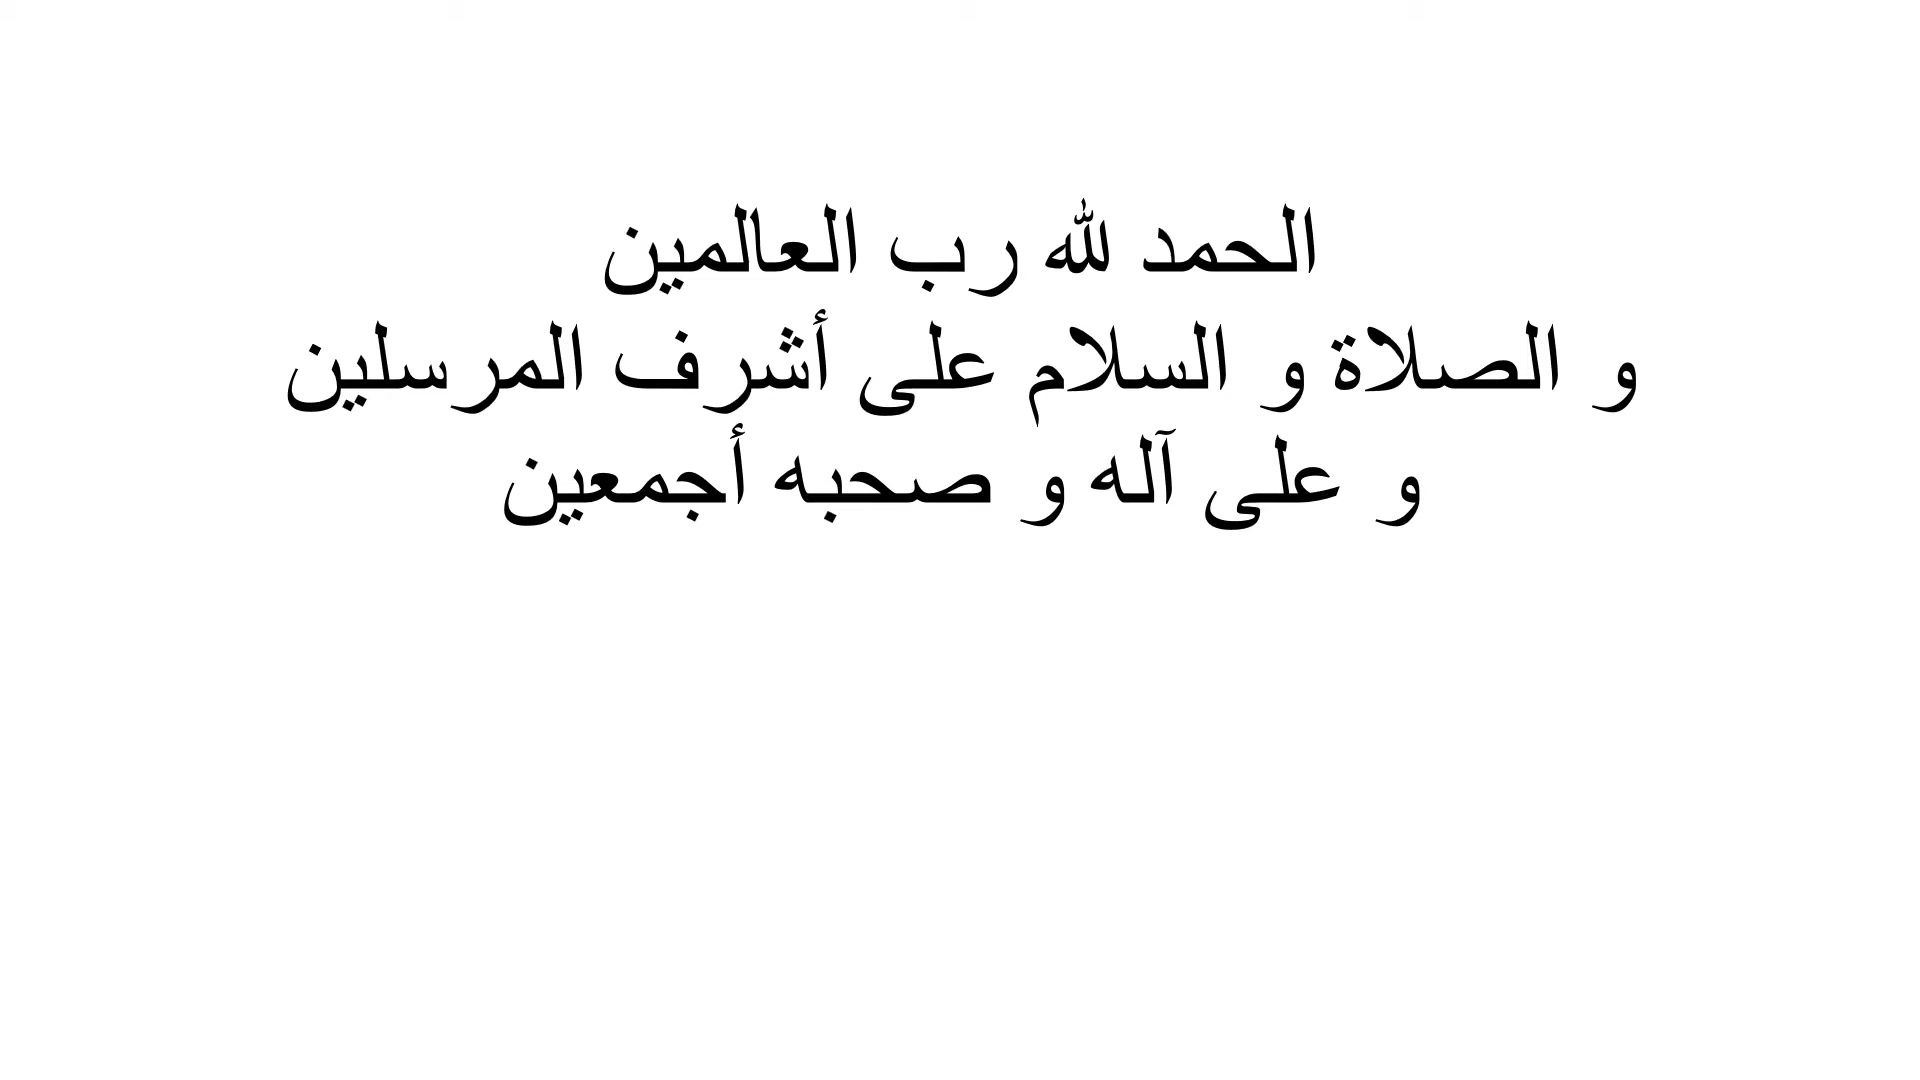 الحمد لله رب العالمين
و الصلاة و السلام على أشرف المرسلين
و على آله و صحبه أجمعين